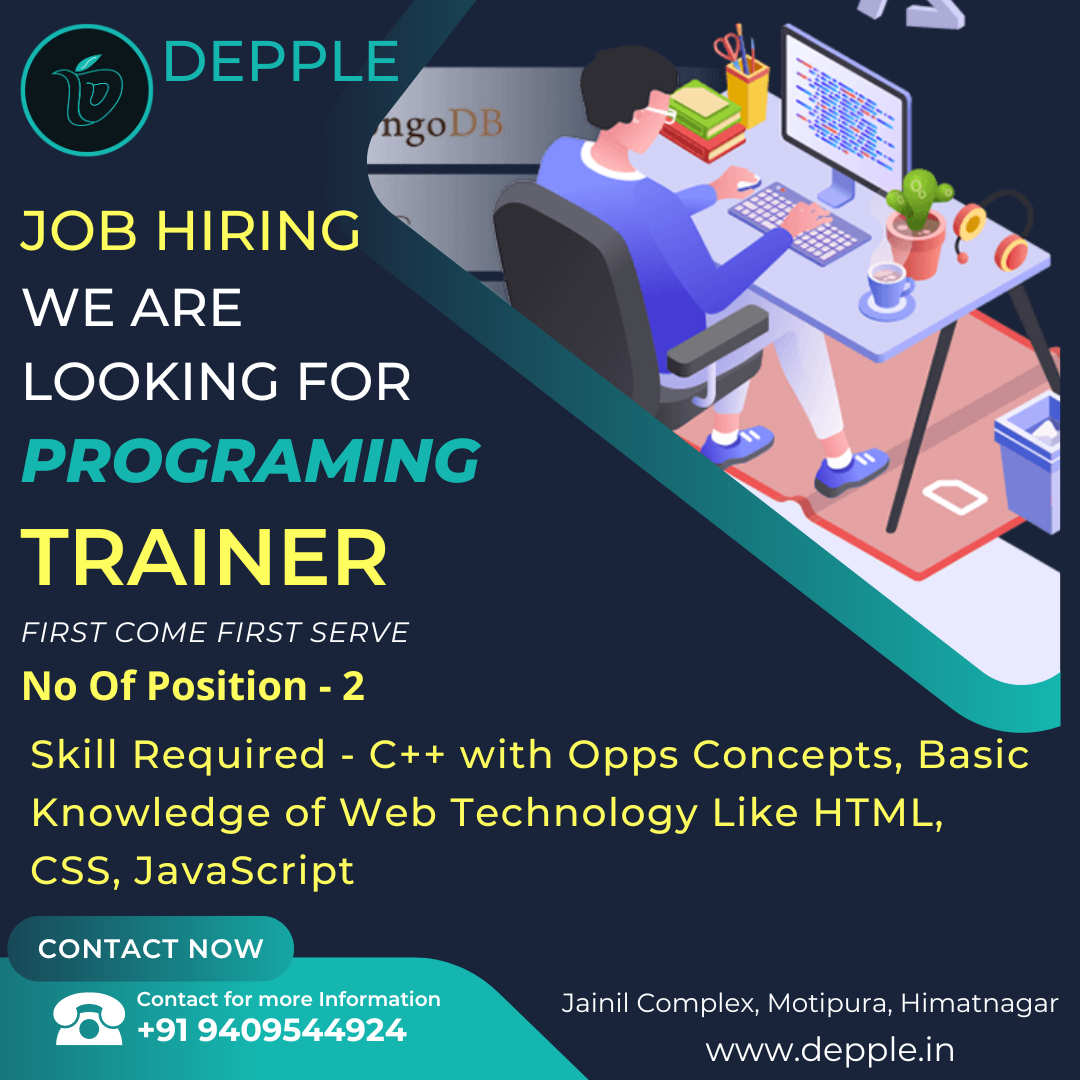 DEPPLE
ngoDB
JOB HIRING
WE ARE
LOOKING FOR
PROGRAMING
TRAINER
FIRST COME FIRST SERVE
No Of Position - 2
Skill Required - C++ with Opps Concepts, Basic
Knowledge of Web Technology Like HTML,
CSS, JavaScript
CONTACT NOW
Contact for more Information
+91 9409544924
Jainil Complex, Motipura, Himatnagar
www.depple.in